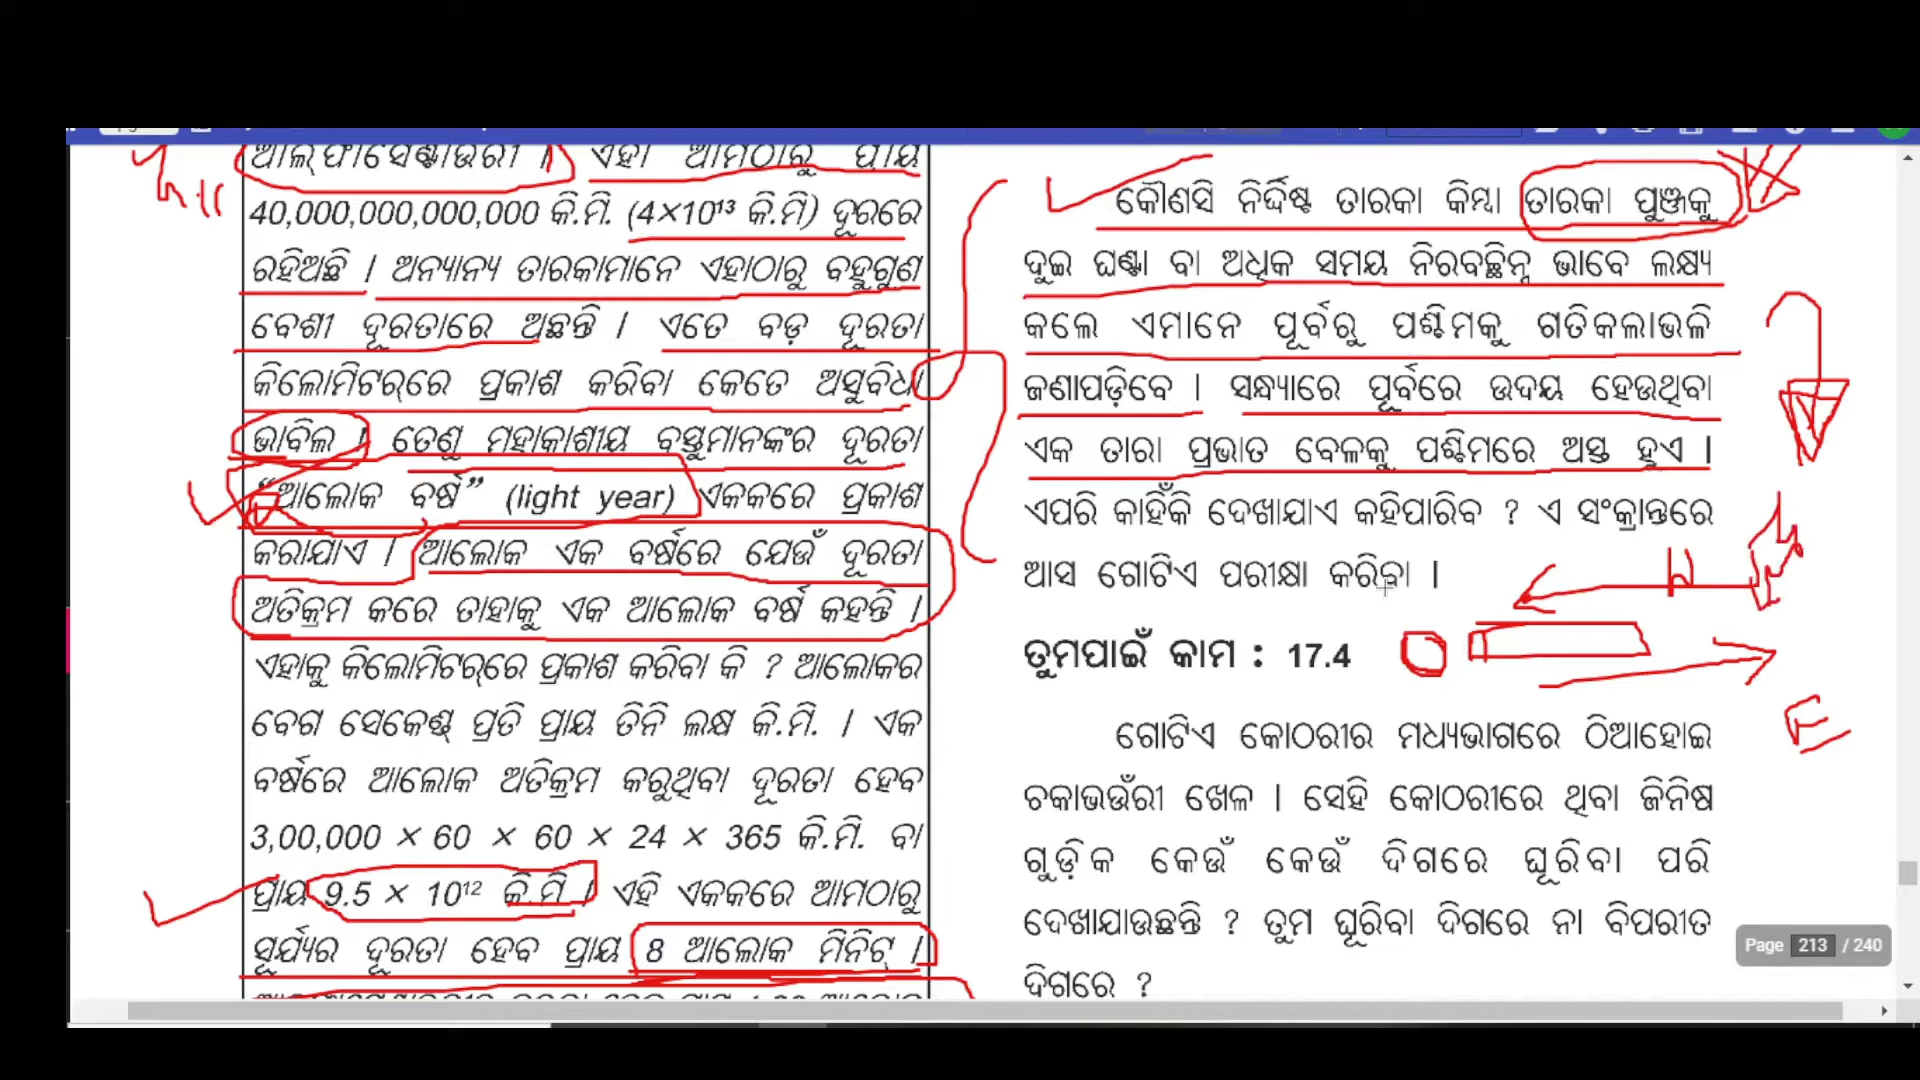 ଆଲ୍‌ଫାସେଣ୍ଟାଉରୀ । ଏହା ଆମଠାରୁ ପ୍ରାୟ
40,000,000,000,000 କି.ମି. (4×10¹³ କି.ମି) ଦୂରରେ
ରହିଅଛି । ଅନ୍ୟାନ୍ୟ ତାରକାମାନେ ଏହାଠାରୁ ବହୁଗୁଣ
ବେଶୀ ଦୂରତାରେ ଅଛନ୍ତି । ଏତେ ବଡ଼ ଦୂରତା
କିଲୋମିଟର୍‌ରେ ପ୍ରକାଶ କରିବା କେତେ ଅସୁବିଧା
ଭାବିଲ । ତେଣୁ ମହାକାଶୀୟ ବସ୍ତୁମାନଙ୍କର ଦୂରତା
“ଆଲୋକ ବର୍ଷ” (light year) ଏକକରେ ପ୍ରକାଶ
କରାଯାଏ । ଆଲୋକ ଏକ ବର୍ଷରେ ଯେଉଁ ଦୂରତା
ଅତିକ୍ରମ କରେ ତାହାକୁ ଏକ ଆଲୋକ ବର୍ଷ କହନ୍ତି ।
ଏହାକୁ କିଲୋମିଟର୍‌ରେ ପ୍ରକାଶ କରିବା କି ? ଆଲୋକର
ବେଗ ସେକେଣ୍ଡ୍ ପ୍ରତି ପ୍ରାୟ ତିନି ଲକ୍ଷ କି.ମି. । ଏକ
ବର୍ଷରେ ଆଲୋକ ଅତିକ୍ରମ କରୁଥିବା ଦୂରତା ହେବ
3,00,000 × 60 × 60 × 24 × 365 କି.ମି. ବା
ପ୍ରାୟ 9.5 × 10¹² କି.ମି । ଏହି ଏକକରେ ଆମଠାରୁ
ସୂର୍ଯ୍ୟର ଦୂରତା ହେବ ପ୍ରାୟ 8 ଆଲୋକ ମିନିଟ୍ ।
କୌଣସି ନିର୍ଦ୍ଦିଷ୍ଟ ତାରକା କିମ୍ବା ତାରକା ପୁଞ୍ଜକୁ
ଦୁଇ ଘଣ୍ଟା ବା ଅଧିକ ସମୟ ନିରବଚ୍ଛିନ୍ନ ଭାବେ ଲକ୍ଷ୍ୟ
କଲେ ଏମାନେ ପୂର୍ବରୁ ପଶ୍ଚିମକୁ ଗତିକଲାଭଳି
ଜଣାପଡ଼ିବେ । ସନ୍ଧ୍ୟାରେ ପୂର୍ବରେ ଉଦୟ ହେଉଥିବା
ଏକ ତାରା ପ୍ରଭାତ ବେଳକୁ ପଶ୍ଚିମରେ ଅସ୍ତ ହୁଏ ।
ଏପରି କାହିଁକି ଦେଖାଯାଏ କହିପାରିବ ? ଏ ସଂକ୍ରାନ୍ତରେ
ଆସ ଗୋଟିଏ ପରୀକ୍ଷା କରିବା ।
ତୁମପାଇଁ କାମ : 17.4
ଗୋଟିଏ କୋଠରୀର ମଧ୍ୟଭାଗରେ ଠିଆହୋଇ
ଚକାଭଉଁରୀ ଖେଳ । ସେହି କୋଠରୀରେ ଥିବା ଜିନିଷ
ଗୁଡ଼ିକ କେଉଁ କେଉଁ ଦିଗରେ ଘୂରିବା ପରି
ଦେଖାଯାଉଛନ୍ତି ? ତୁମ ଘୂରିବା ଦିଗରେ ନା ବିପରୀତ
ଦିଗରେ ?
E
Page 213 / 240